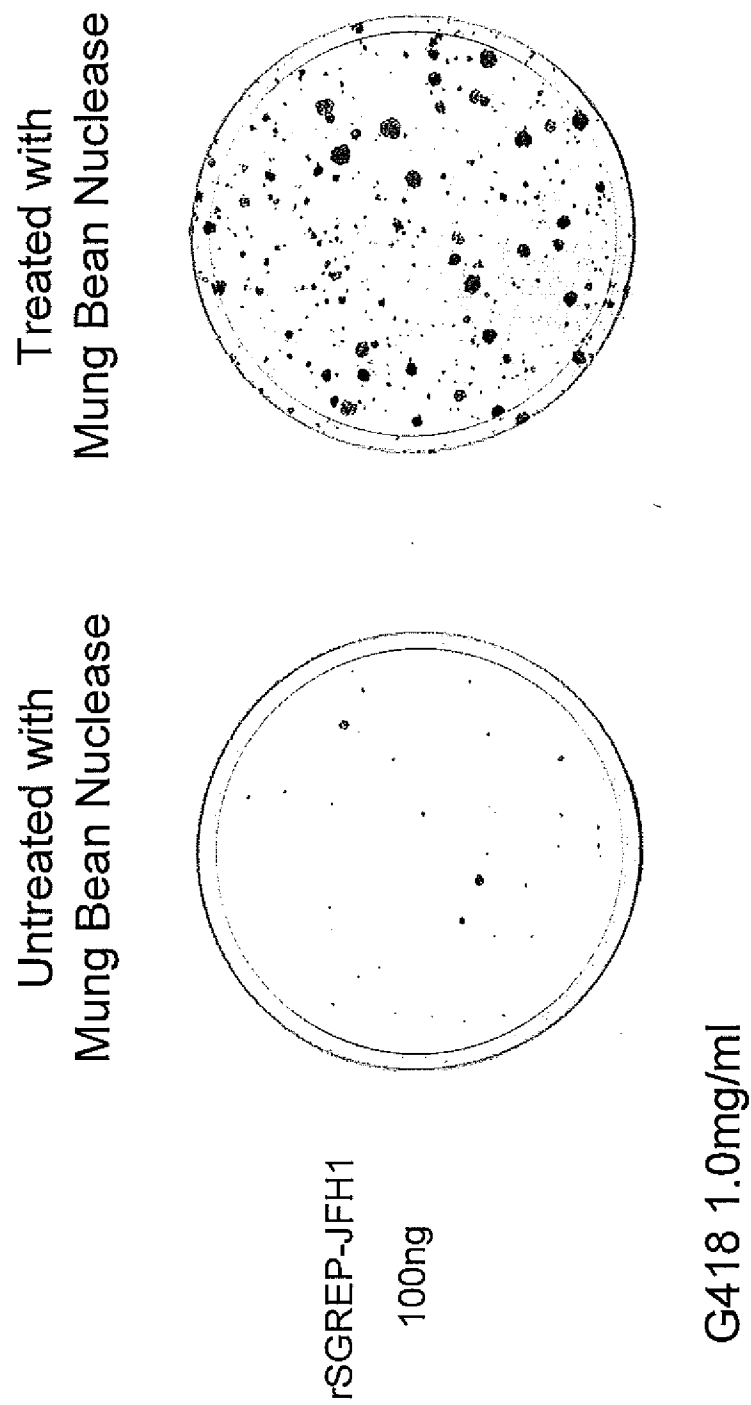 Untreated with
Mung Bean Nuclease
Treated with
Mung Bean Nuclease
rSGREP-JFH1
100ng
G418 1.0mg/ml